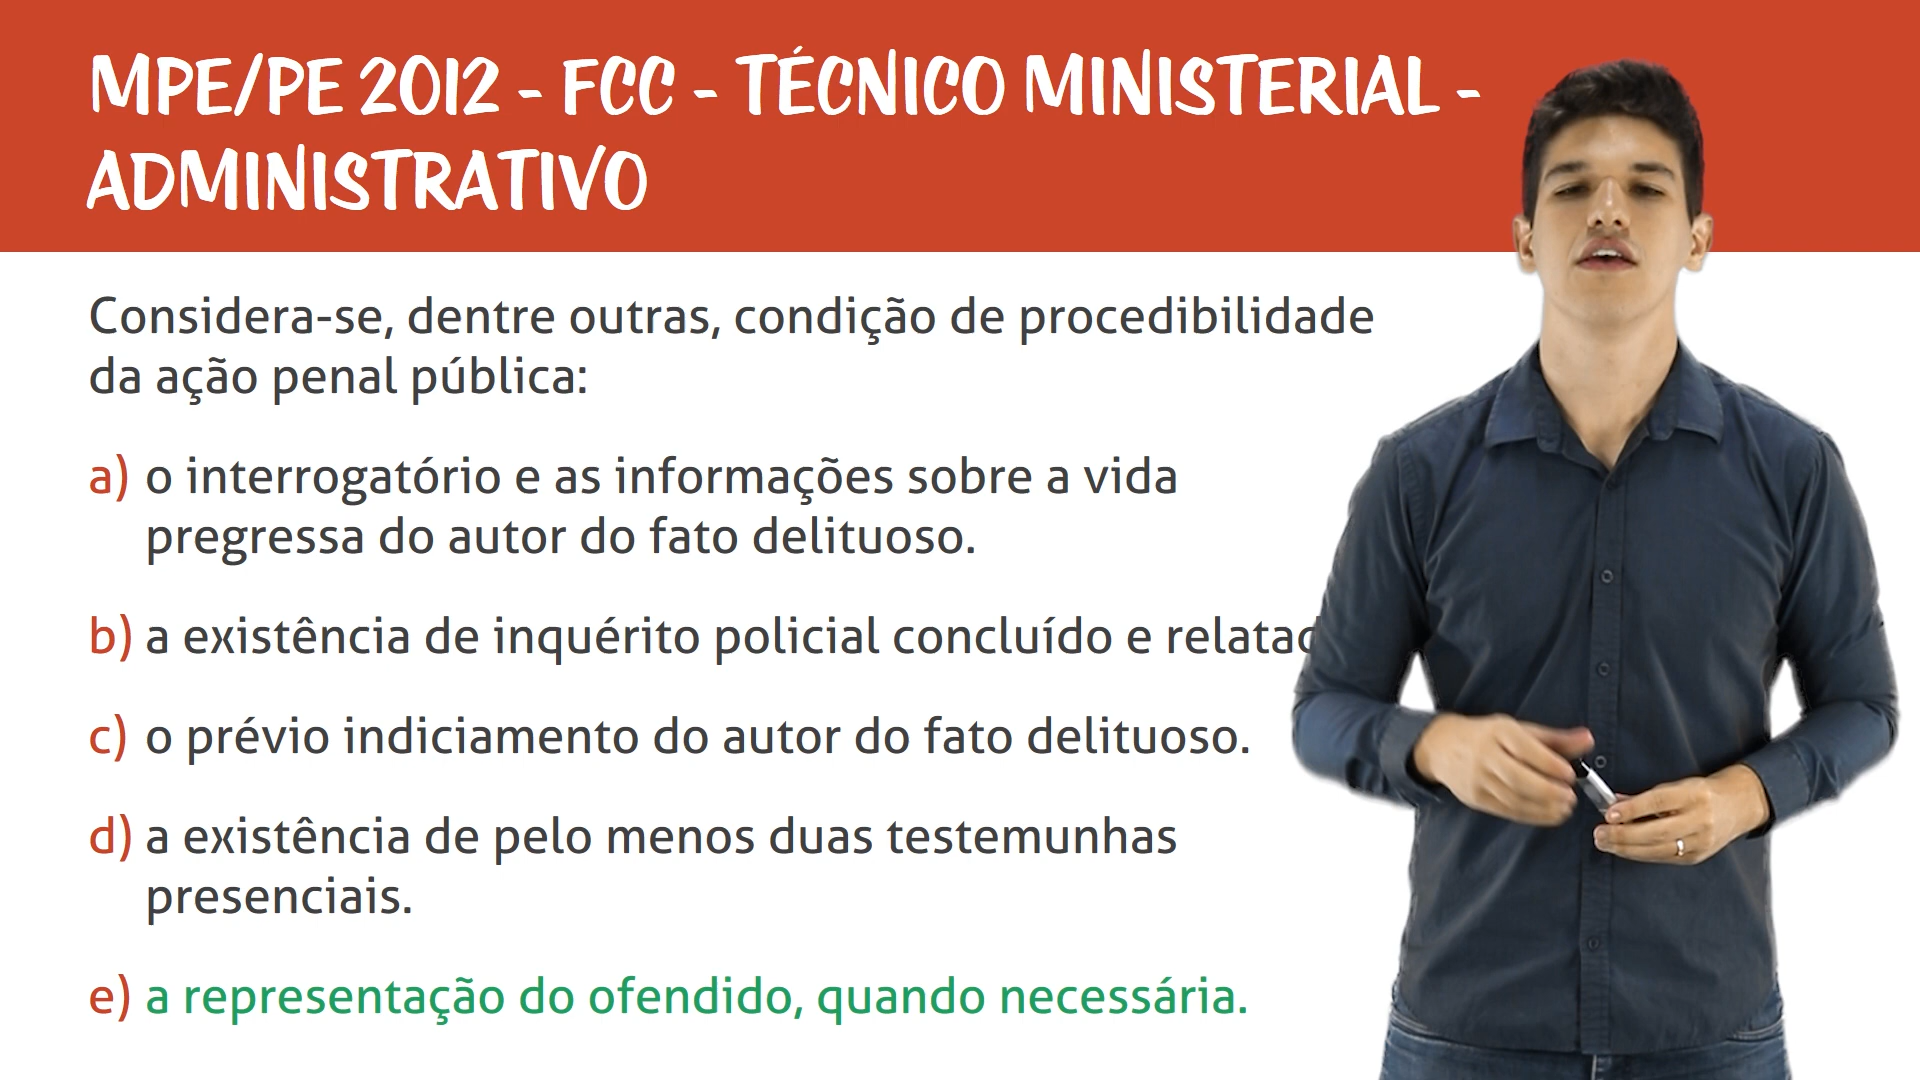 MPE/PE 2012 - FCC - TÉCNICO MINISTERIAL -
ADMINISTRATIVO
Considera-se, dentre outras, condição de procedibilidade
da ação penal pública:
a) o interrogatório e as informações sobre a vida
pregressa do autor do fato delituoso.
b) a existência de inquérito policial concluído e
c) o prévio indiciamento do autor do fato delituoso.
d) a existência de pelo menos duas testemunhas
presenciais.
e) a representação do ofendido, quando necessária.